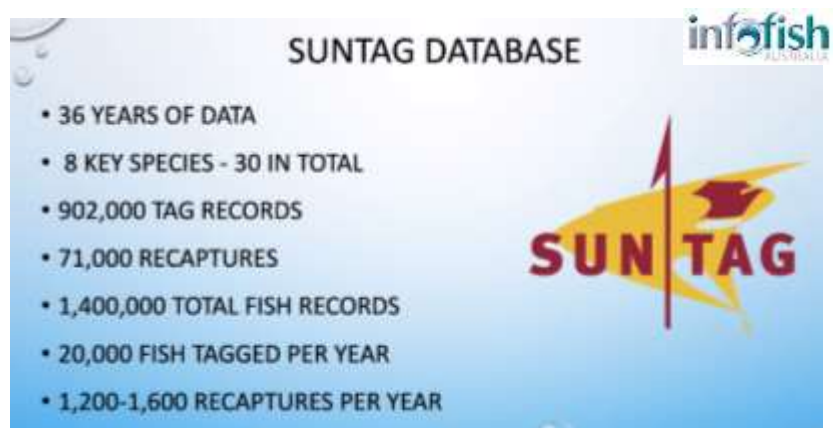 SUNTAG DATABASE
infofish
AUSTRALIA
• 36 YEARS OF DATA
• 8 KEY SPECIES - 30 IN TOTAL
• 902,000 TAG RECORDS
• 71,000 RECAPTURES
• 1,400,000 TOTAL FISH RECORDS
• 20,000 FISH TAGGED PER YEAR
• 1,200-1,600 RECAPTURES PER YEAR
SUNTAG